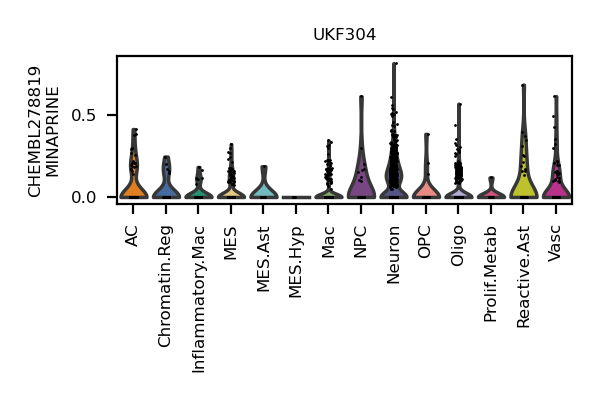 UKF304
CHEMBL278819
MINAPRINE
0.5
0.0
AC
Chromatin.Reg
Inflammatory.Mac
MES
MES.Ast
MES.Hyp
Mac
NPC
Neuron
OPC
Oligo
Prolif.Metab
Reactive.Ast
Vasc